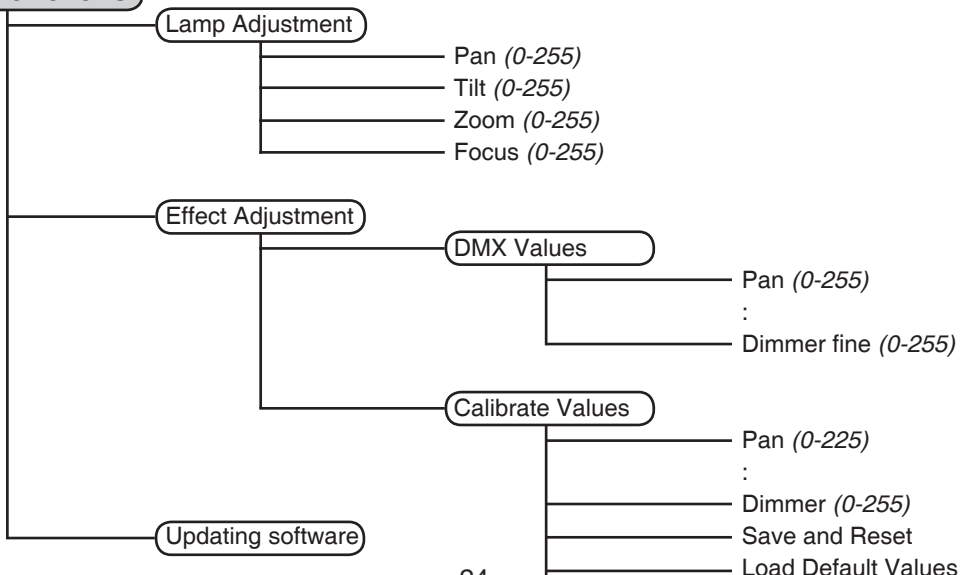 Lamp Adjustment
Pan (0-255)
Tilt (0-255)
Zoom (0-255)
Focus (0-255)
Effect Adjustment
DMX Values
Pan (0-255)
:
Dimmer fine (0-255)
Calibrate Values
Pan (0-225)
:
Dimmer (0-255)
Updating software
Save and Reset
Load Default Values